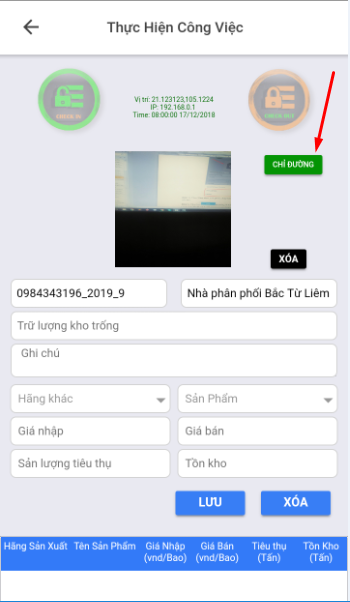 Thực Hiện Công Việc
Vị trí: 21.123123,105.1224
IP: 192.168.0.1
Time: 08:00:00 17/12/2018
CHECK IN
CHECK OUT
CHỈ ĐƯỜNG
XÓA
0984343196_2019_9
Nhà phân phối Bắc Từ Liêm
Trữ lượng kho trống
Ghi chú
Hãng khác
Sản Phẩm
Giá nhập
Giá bán
Sản lượng tiêu thụ
Tồn kho
LƯU
XÓA
Hãng Sản Xuất Tên Sản Phẩm Giá Nhập Giá Bán Tiêu thụ Tồn Kho
(vnd/Bao) (vnd/Bao) (Tấn) (Tấn)